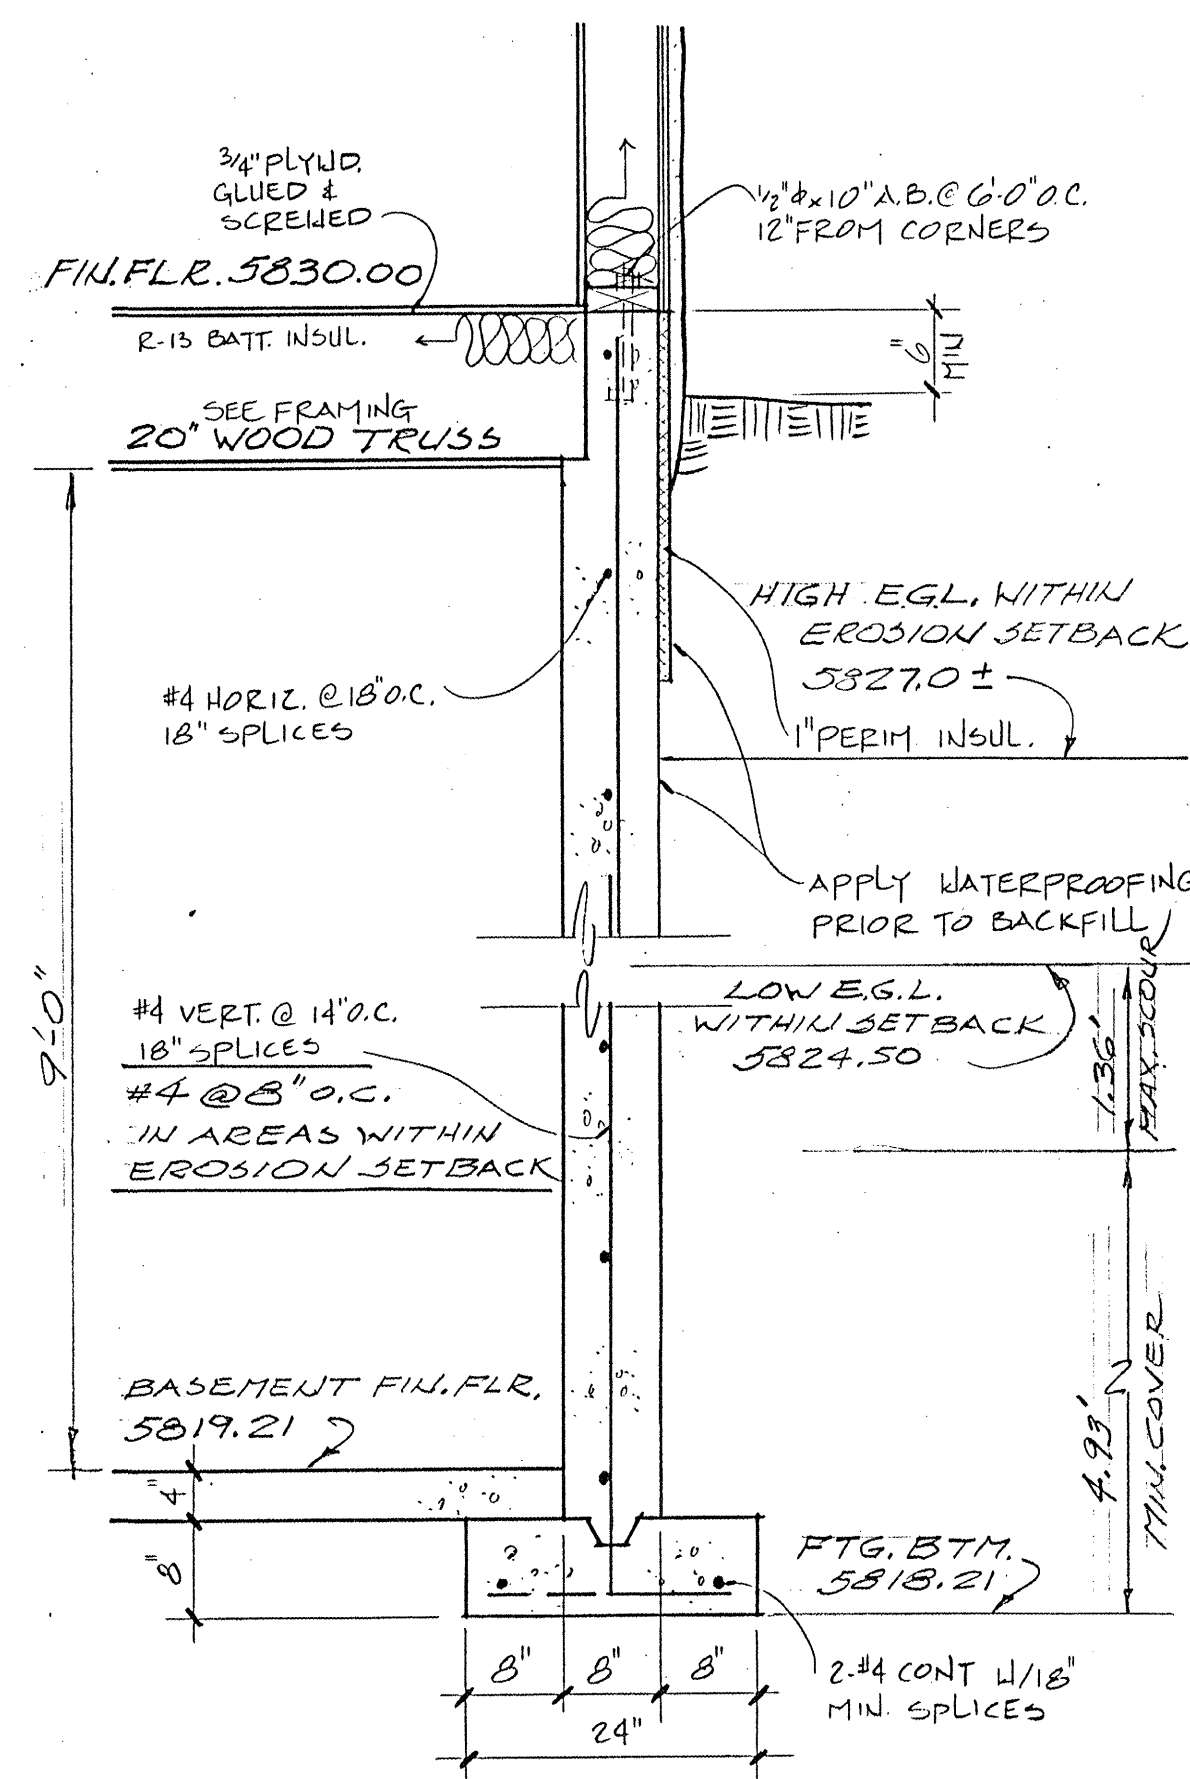 3/4" PLYWD.
GLUED &
SCREWED
FIN. FLR. 5830.00
1/2"ϕx10" A.B. @ 6'-0" O.C.
12" FROM CORNERS
R-13 BATT. INSUL.
6"
MIN
SEE FRAMING
20" WOOD TRUSS
HIGH E.G.L. WITHIN
EROSION SETBACK
5827.0 ±
#4 HORIZ. @ 18" O.C.
18" SPLICES
1" PERIM. INSUL.
APPLY WATERPROOFING
PRIOR TO BACKFILL
9'-0"
LOW E.G.L.
WITHIN SETBACK
5824.50
1.36'
MAX. SCOUR
#4 VERT. @ 14" O.C.
18" SPLICES
#4 @ 8" O.C.
IN AREAS WITHIN
EROSION SETBACK
BASEMENT FIN. FLR.
5819.21
4.93'
MIN. COVER
4"
8"
FTG. BTM.
5818.21
8" 8" 8"
24"
2-#4 CONT W/18"
MIN. SPLICES